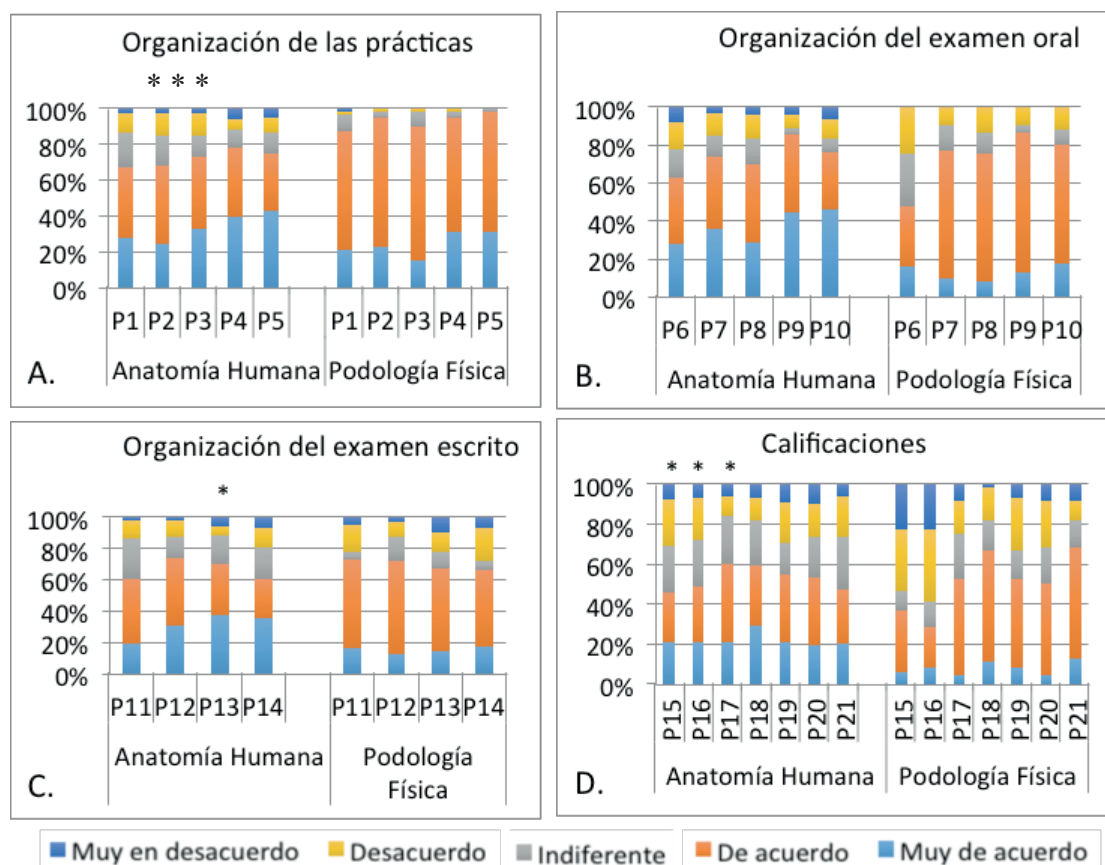 Organización de las prácticas
* * *
100%
80%
60%
40%
20%
0%
P1 P2 P3 P4 P5 P1 P2 P3 P4 P5
Anatomía Humana Podología Física
A.
Organización del examen oral
100%
80%
60%
40%
20%
0%
P6 P7 P8 P9 P10 P6 P7 P8 P9 P10
Anatomía Humana Podología Física
B.
Organización del examen escrito
*
100%
80%
60%
40%
20%
0%
P11 P12 P13 P14 P11 P12 P13 P14
Anatomía Humana Podología
Física
C.
Calificaciones
* * *
100%
80%
60%
40%
20%
0%
P15 P16 P17 P18 P19 P20 P21 P15 P16 P17 P18 P19 P20 P21
Anatomía Humana Podología Física
D.
Muy en desacuerdo Desacuerdo Indiferente De acuerdo Muy de acuerdo